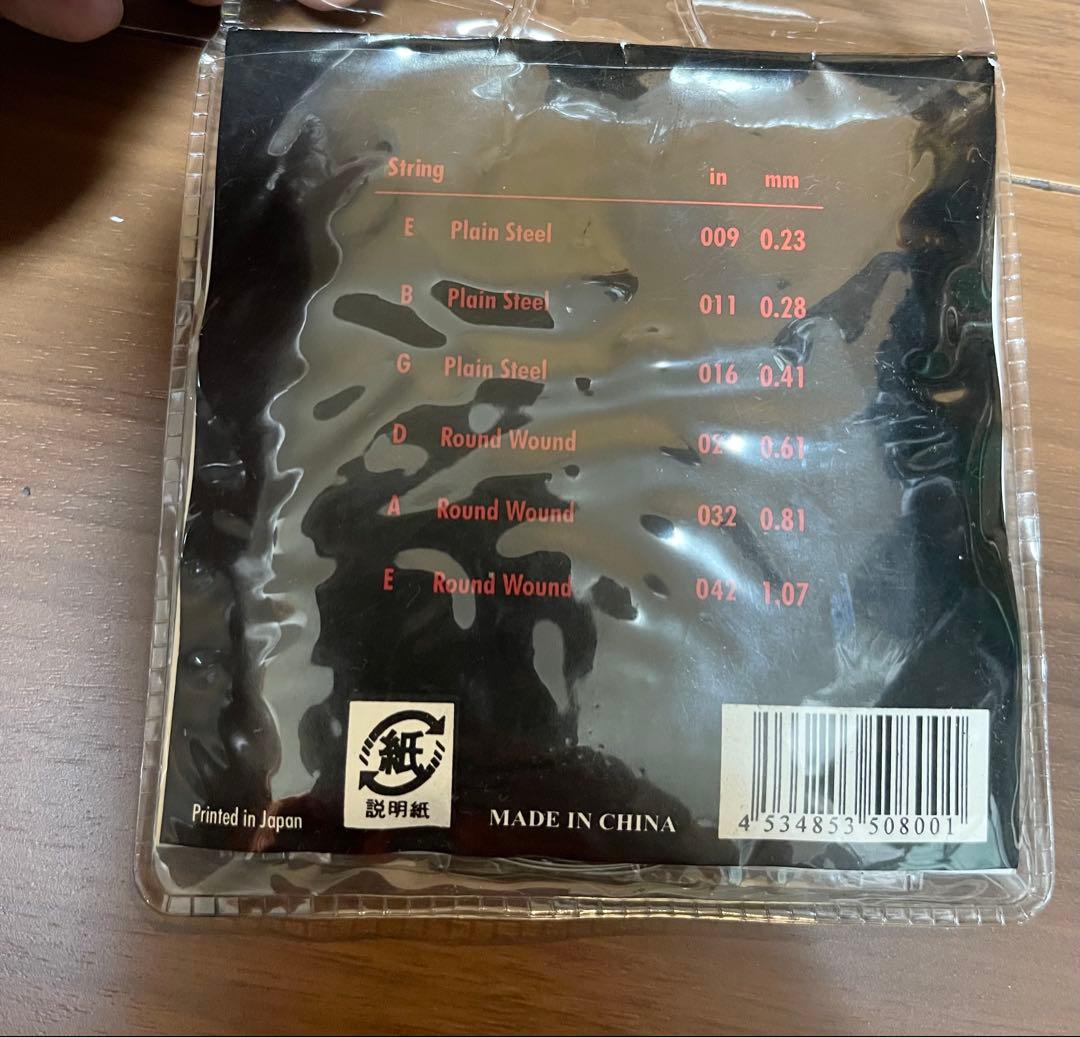 String in mm
E Plain Steel 009 0.23
B Plain Steel 011 0.28
G Plain Steel 016 0.41
D Round Wound 0.61
A Round Wound 032 0.81
E Round Wound 042 1.07
紙
説明紙
Printed in Japan
MADE IN CHINA
4 534853 508001